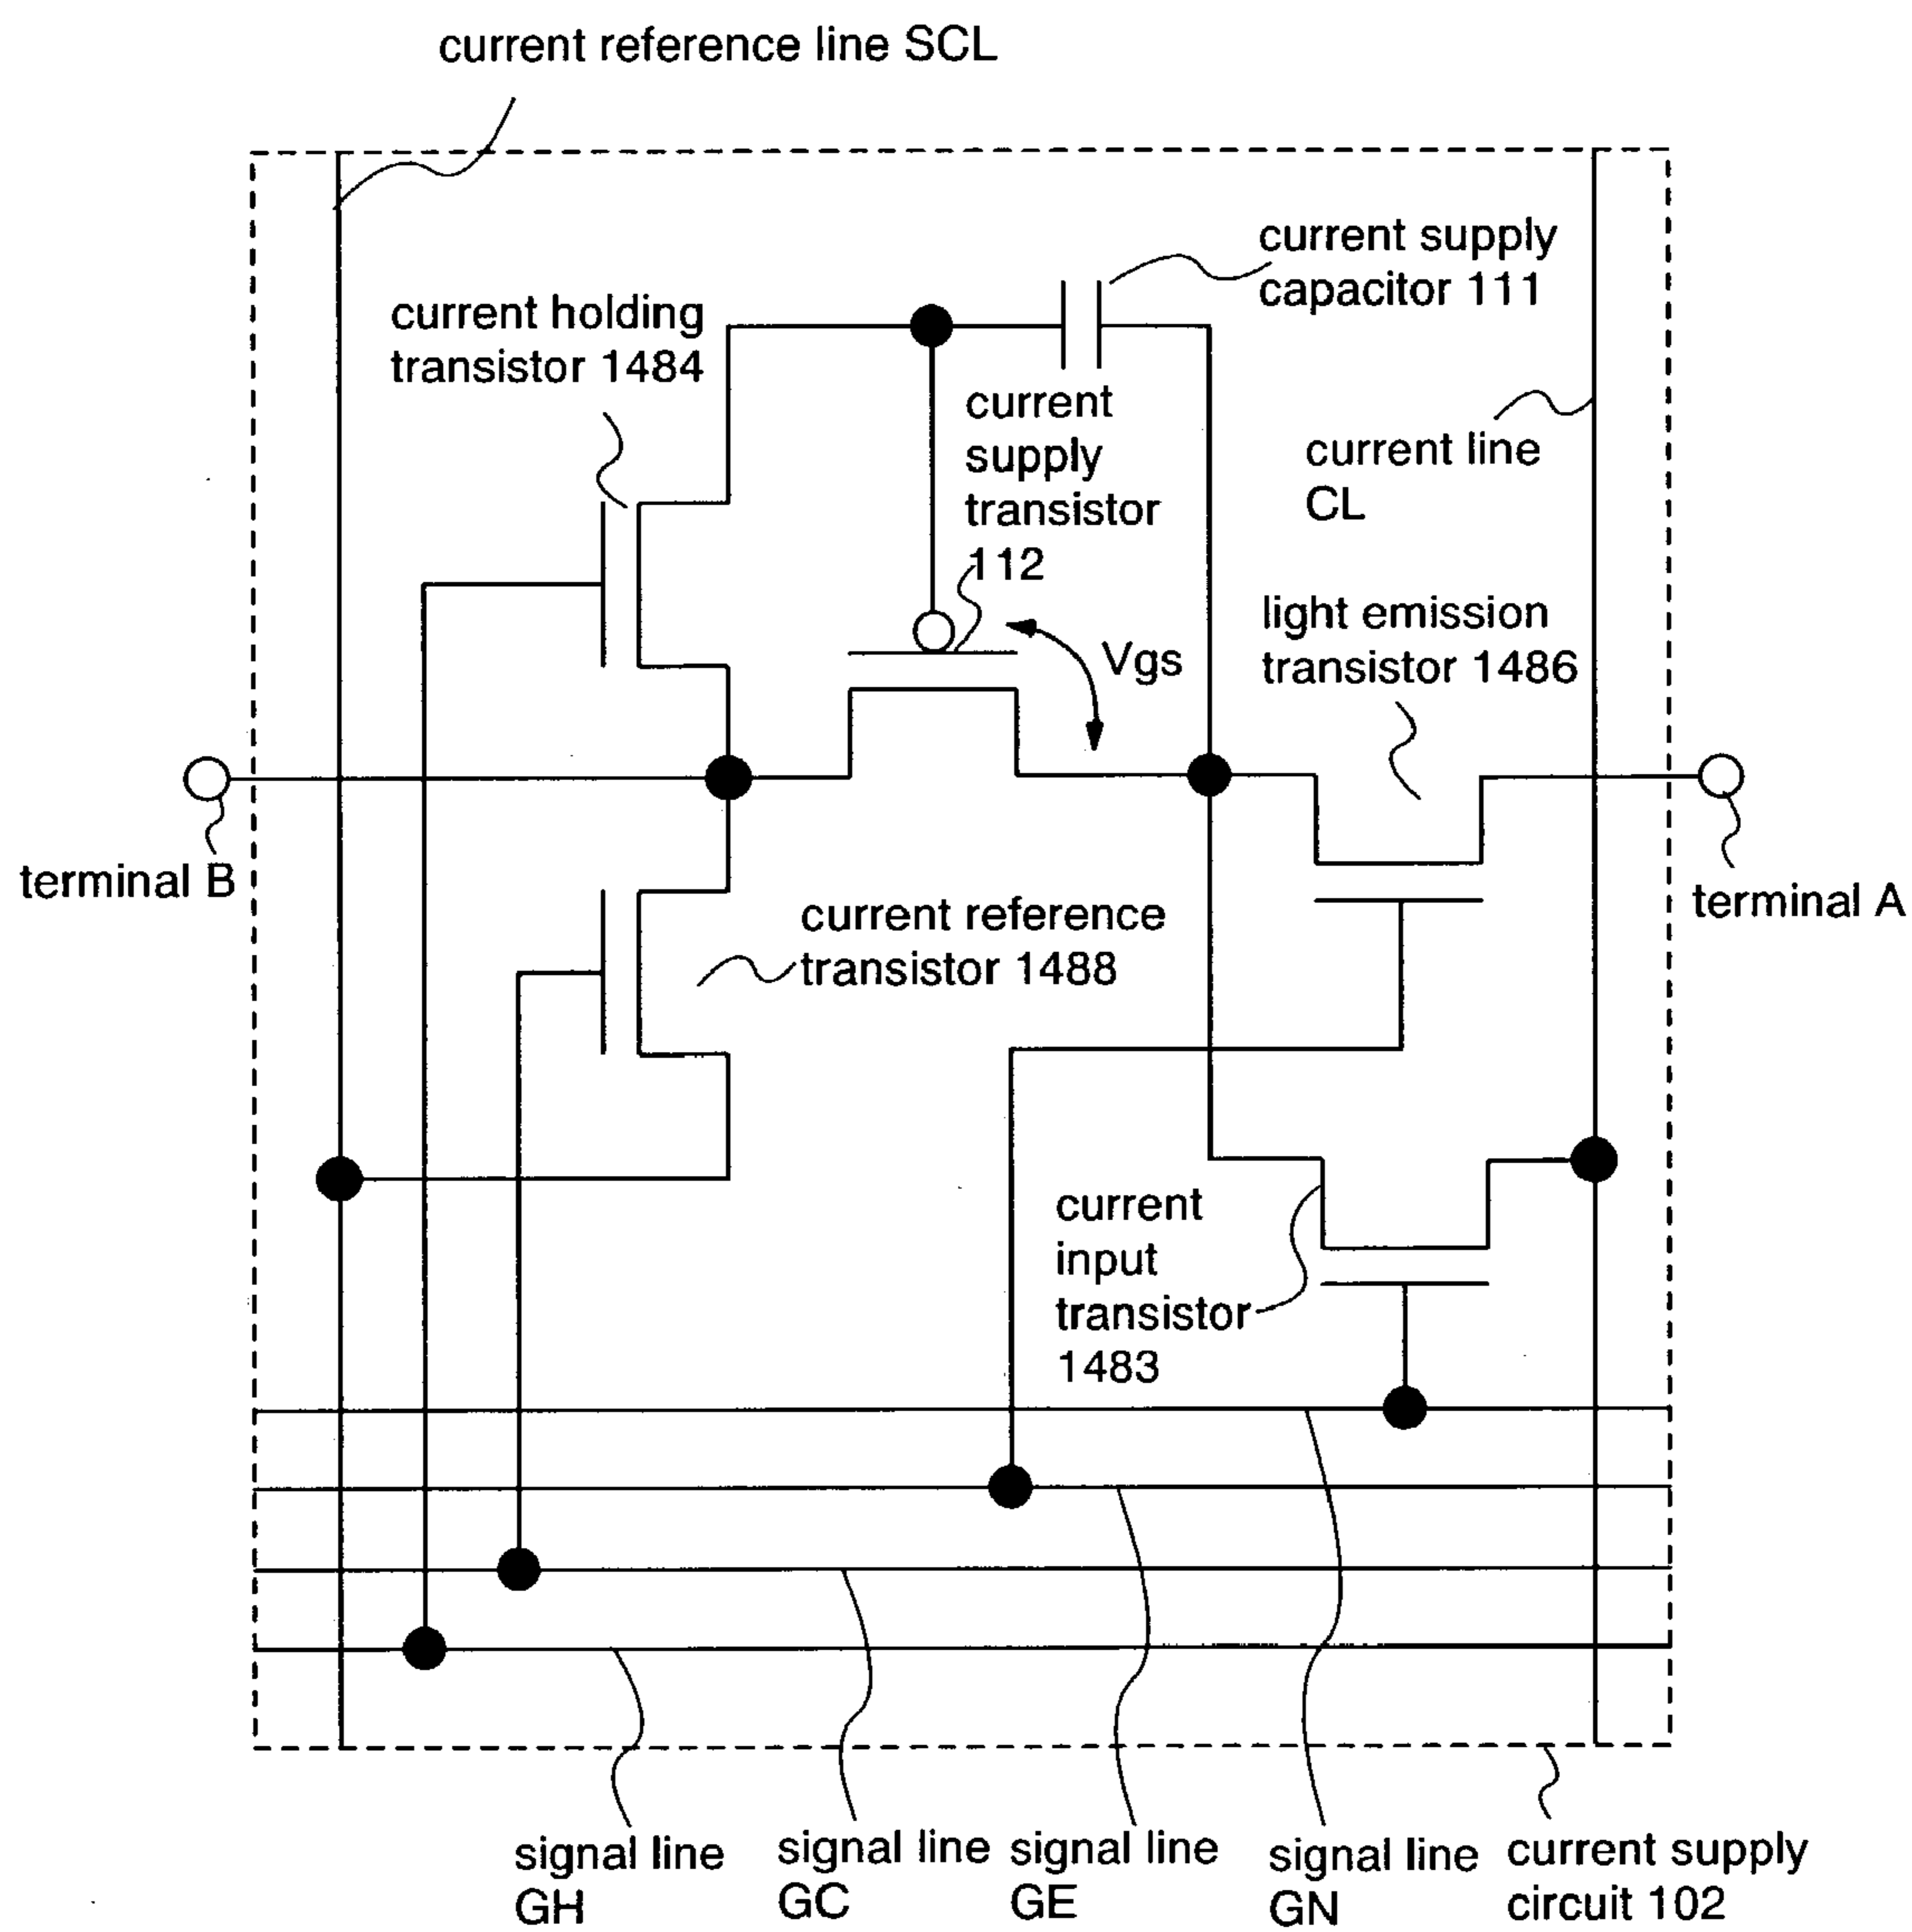 current reference line SCL
current supply
capacitor 111
current holding
transistor 1484
current
supply
transistor
112
current line
CL
light emission
transistor 1486
Vgs
terminal B
terminal A
current reference
transistor 1488
current
input
transistor
1483
signal line
GH
signal line
GC
signal line
GE
signal line
GN
current supply
circuit 102